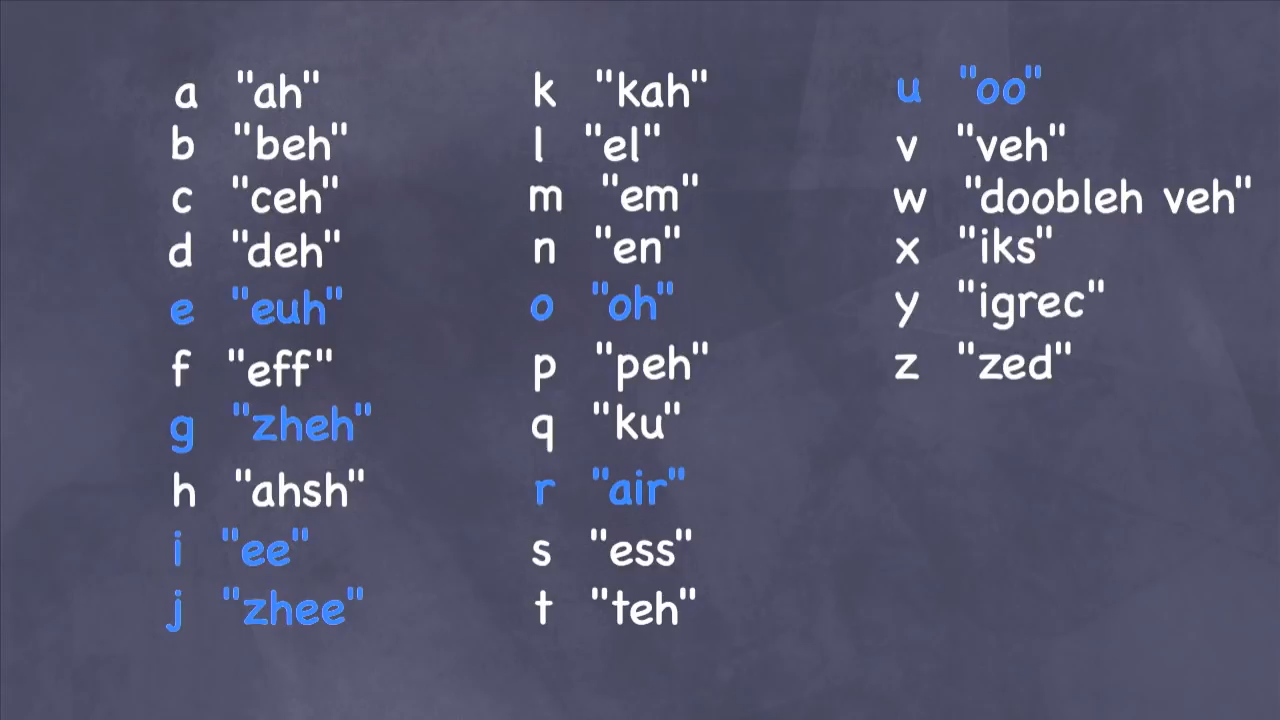 a "ah"
b "beh"
c "ceh"
d "deh"
e "euh"
f "eff"
g "zheh"
h "ahsh"
i "ee"
j "zhee"
k "kah"
l "el"
m "em"
n "en"
o "oh"
p "peh"
q "ku"
r "air"
s "ess"
t "teh"
u "oo"
v "veh"
w "doobleh veh"
x "iks"
y "igrec"
z "zed"